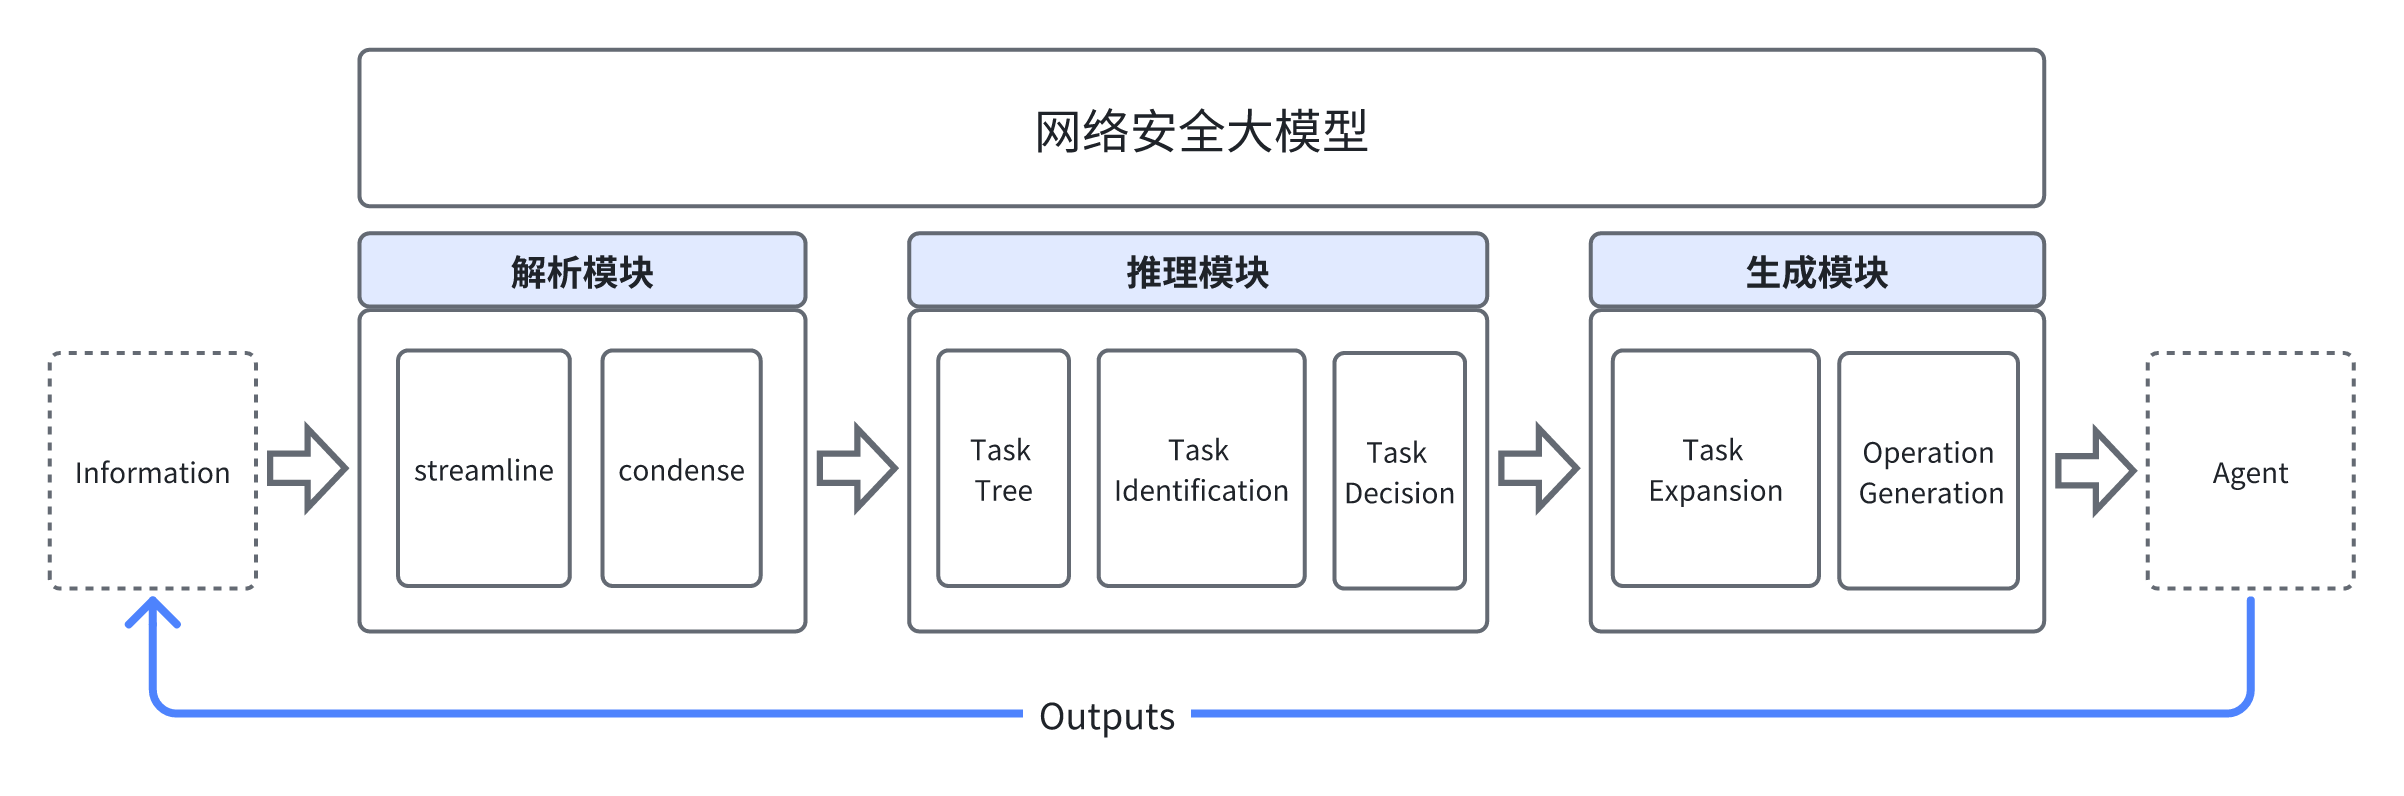 网络安全大模型
解析模块
推理模块
生成模块
Information
streamline
condense
Task
Tree
Task
Identification
Task
Decision
Task
Expansion
Operation
Generation
Agent
Outputs